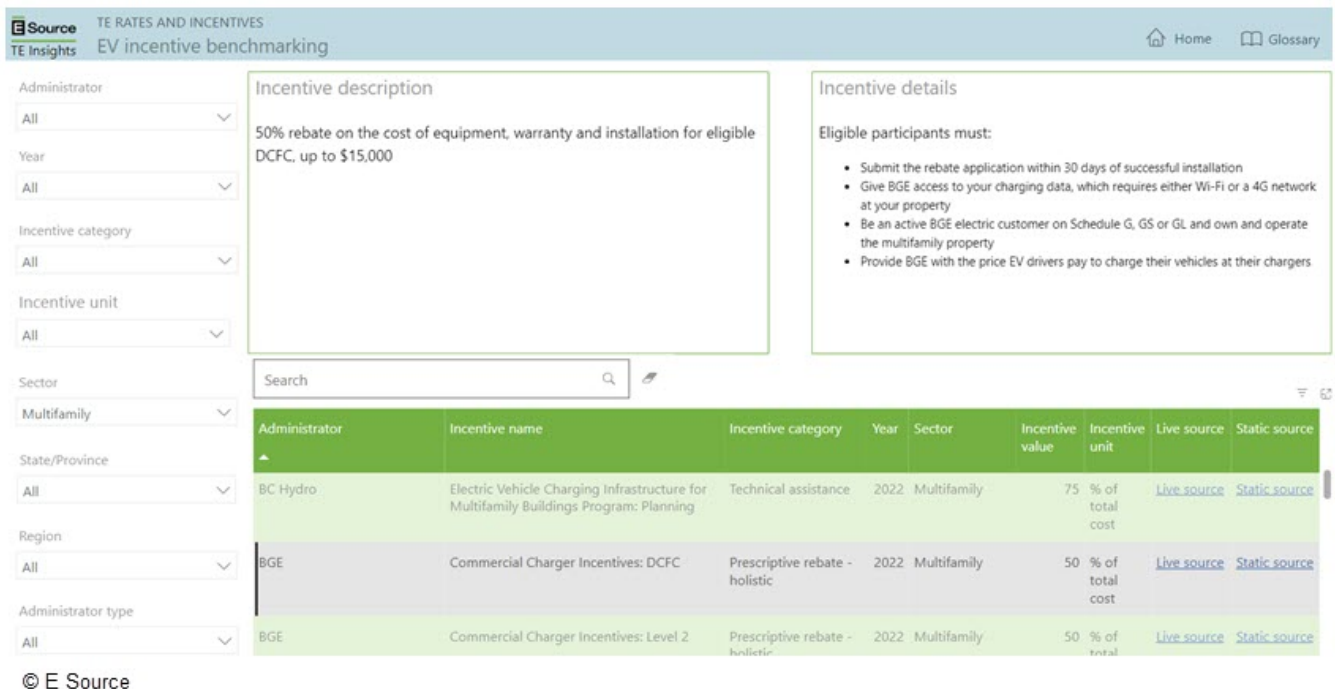 E Source
TE Insights
TE RATES AND INCENTIVES
EV incentive benchmarking
Home
Glossary
Administrator
All
Year
All
Incentive category
All
Incentive unit
All
Sector
Multifamily
State/Province
All
Region
All
Administrator type
All
Incentive description
50% rebate on the cost of equipment, warranty and installation for eligible
DCFC, up to $15,000
Incentive details
Eligible participants must:
• Submit the rebate application within 30 days of successful installation
• Give BGE access to your charging data, which requires either Wi-Fi or a 4G network
at your property
• Be an active BGE electric customer on Schedule G, GS or GL and own and operate
the multifamily property
• Provide BGE with the price EV drivers pay to charge their vehicles at their chargers
Search
Administrator Incentive name Incentive category Year Sector Incentive Incentive Live source Static source
value unit
BC Hydro Electric Vehicle Charging Infrastructure for Technical assistance 2022 Multifamily 75 % of Live source Static source
Multifamily Buildings Program: Planning total
cost
BGE Commercial Charger Incentives: DCFC Prescriptive rebate - 2022 Multifamily 50 % of Live source Static source
holistic total
cost
BGE Commercial Charger Incentives: Level 2 Prescriptive rebate - 2022 Multifamily 50 % of Live source Static source
holistic total
© E Source